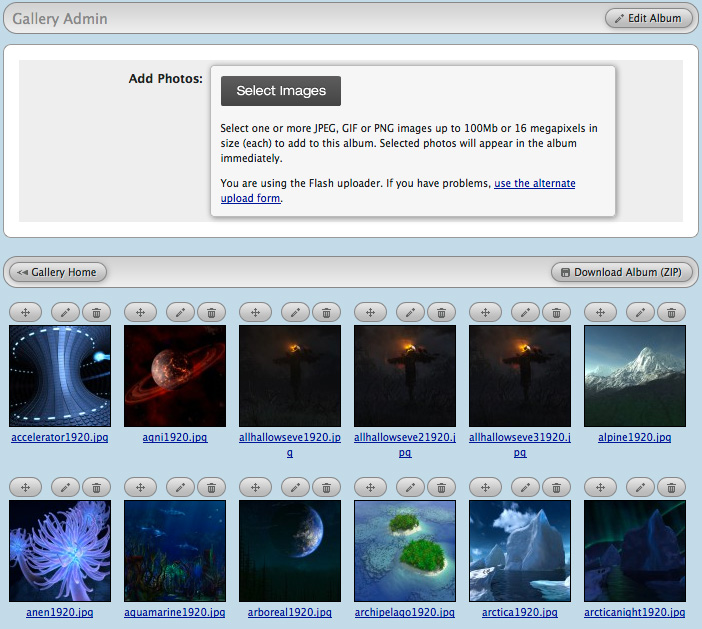 Gallery Admin
Edit Album
Add Photos:
Select Images
Select one or more JPEG, GIF or PNG images up to 100Mb or 16 megapixels in
size (each) to add to this album. Selected photos will appear in the album
immediately.
You are using the Flash uploader. If you have problems, use the alternate
upload form.
Gallery Home
Download Album (ZIP)
accelerator1920.jpg
agni1920.jpg
allhallowseve1920.jp
g
allhallowseve21920.j
pg
allhallowseve31920.j
pg
alpine1920.jpg
anen1920.jpg
aquamarine1920.jpg
arboreal1920.jpg
archipelago1920.jpg
arctica1920.jpg
arcticanight1920.jpg